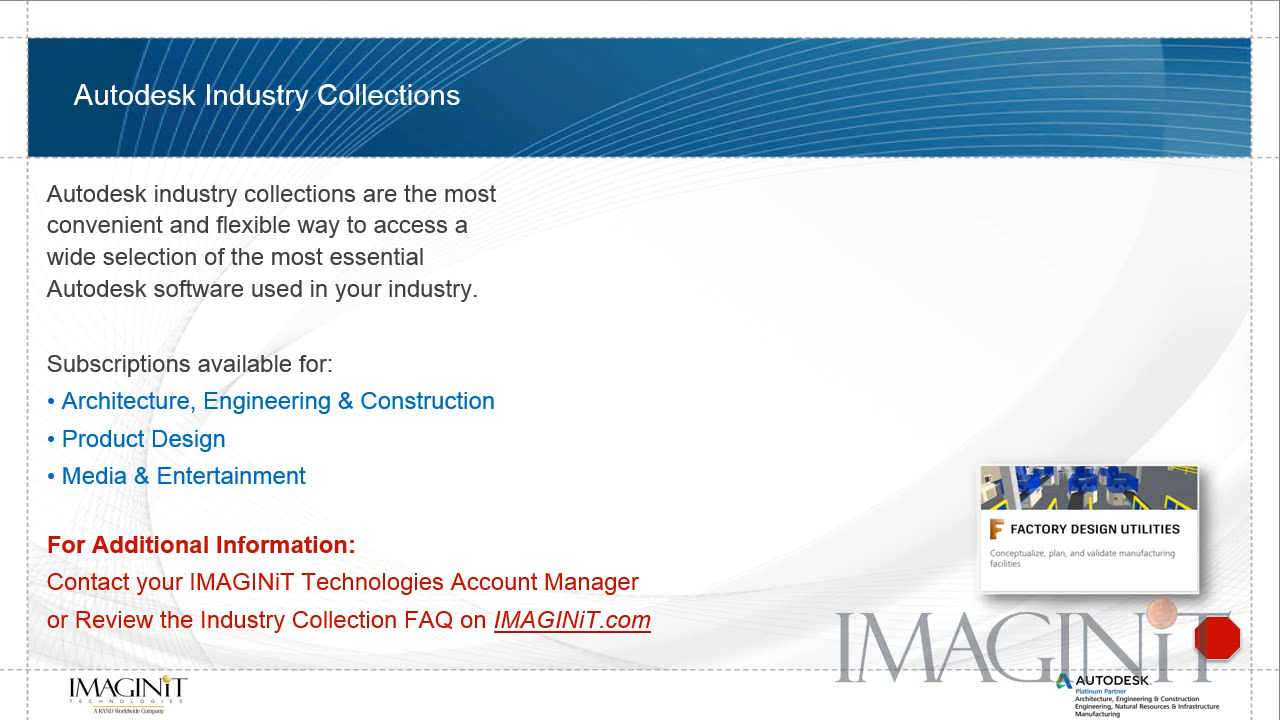 Autodesk Industry Collections
Autodesk industry collections are the most
convenient and flexible way to access a
wide selection of the most essential
Autodesk software used in your industry.
Subscriptions available for:
• Architecture, Engineering & Construction
• Product Design
• Media & Entertainment
For Additional Information:
Contact your IMAGINiT Technologies Account Manager
or Review the Industry Collection FAQ on IMAGINiT.com
FACTORY DESIGN UTILITIES
Conceptualize, plan, and validate manufacturing
facilities
IMAGINiT
IMAGINiT
TECHNOLOGIES
A RAND Worldwide Company
AUTODESK
Platinum Partner
Architecture, Engineering & Construction
Engineering, Natural Resources & Infrastructure
Manufacturing